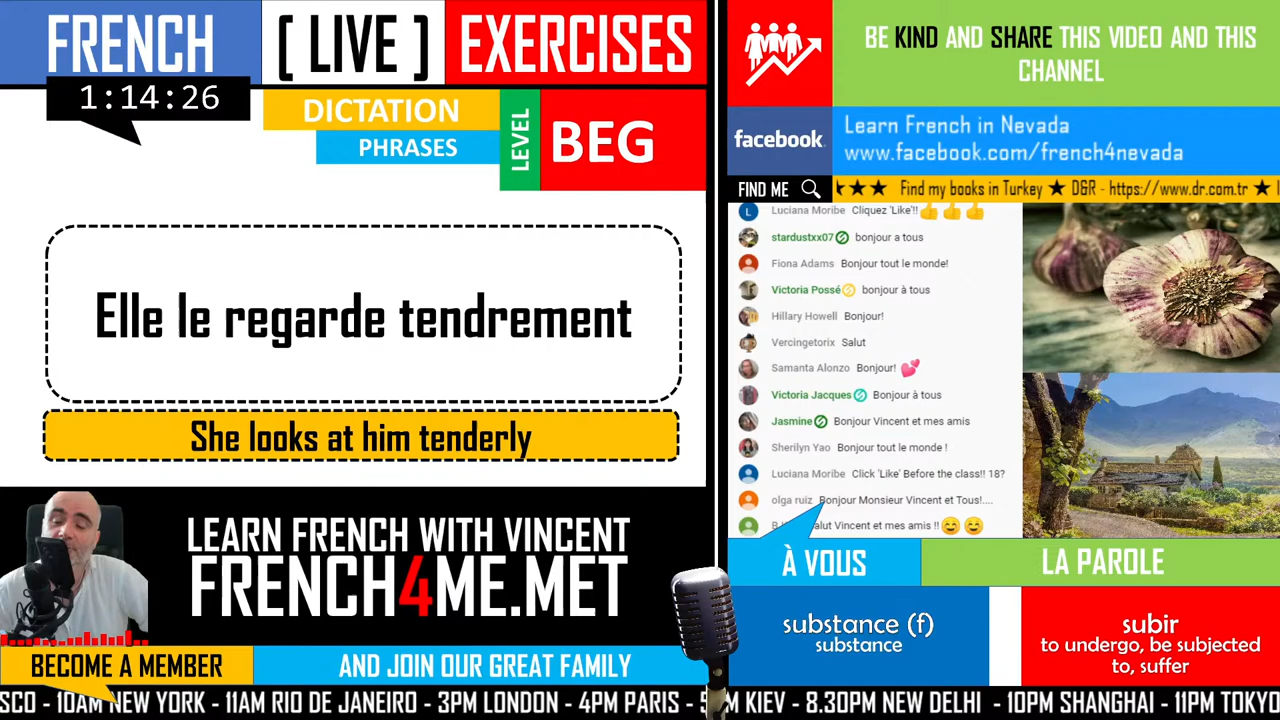 FRENCH
[ LIVE ]
EXERCISES
1:14:26
DICTATION
PHRASES
LEVEL
BEG
Elle le regarde tendrement
She looks at him tenderly
LEARN FRENCH WITH VINCENT
FRENCH4ME.MET
BECOME A MEMBER
AND JOIN OUR GREAT FAMILY
BE KIND AND SHARE THIS VIDEO AND THIS
CHANNEL
facebook.
Learn French in Nevada
www.facebook.com/french4nevada
FIND ME
★★★ Find my books in Turkey ★ D&R - https://www.dr.com.tr ★
L Luciana Moribe Cliquez 'Like'!!👍👍👍
stardustxx07 bonjour a tous
Fiona Adams Bonjour tout le monde!
Victoria Possé bonjour à tous
Hillary Howell Bonjour!
Vercingetorix Salut
Samanta Alonzo Bonjour! 💕
Victoria Jacques Bonjour à tous
Jasmine Bonjour Vincent et mes amis
Sherilyn Yao Bonjour tout le monde !
L Luciana Moribe Click 'Like' Before the class!! 18?
olga ruiz Bonjour Monsieur Vincent et Tous!....
Vincent et mes amis !!😊😊
À VOUS
LA PAROLE
substance (f)
substance
subir
to undergo, be subjected
to, suffer
SCO - 10AM NEW YORK - 11AM RIO DE JANEIRO - 3PM LONDON - 4PM PARIS - KIEV - 8.30PM NEW DELHI - 10PM SHANGHAI - 11PM TOKYO